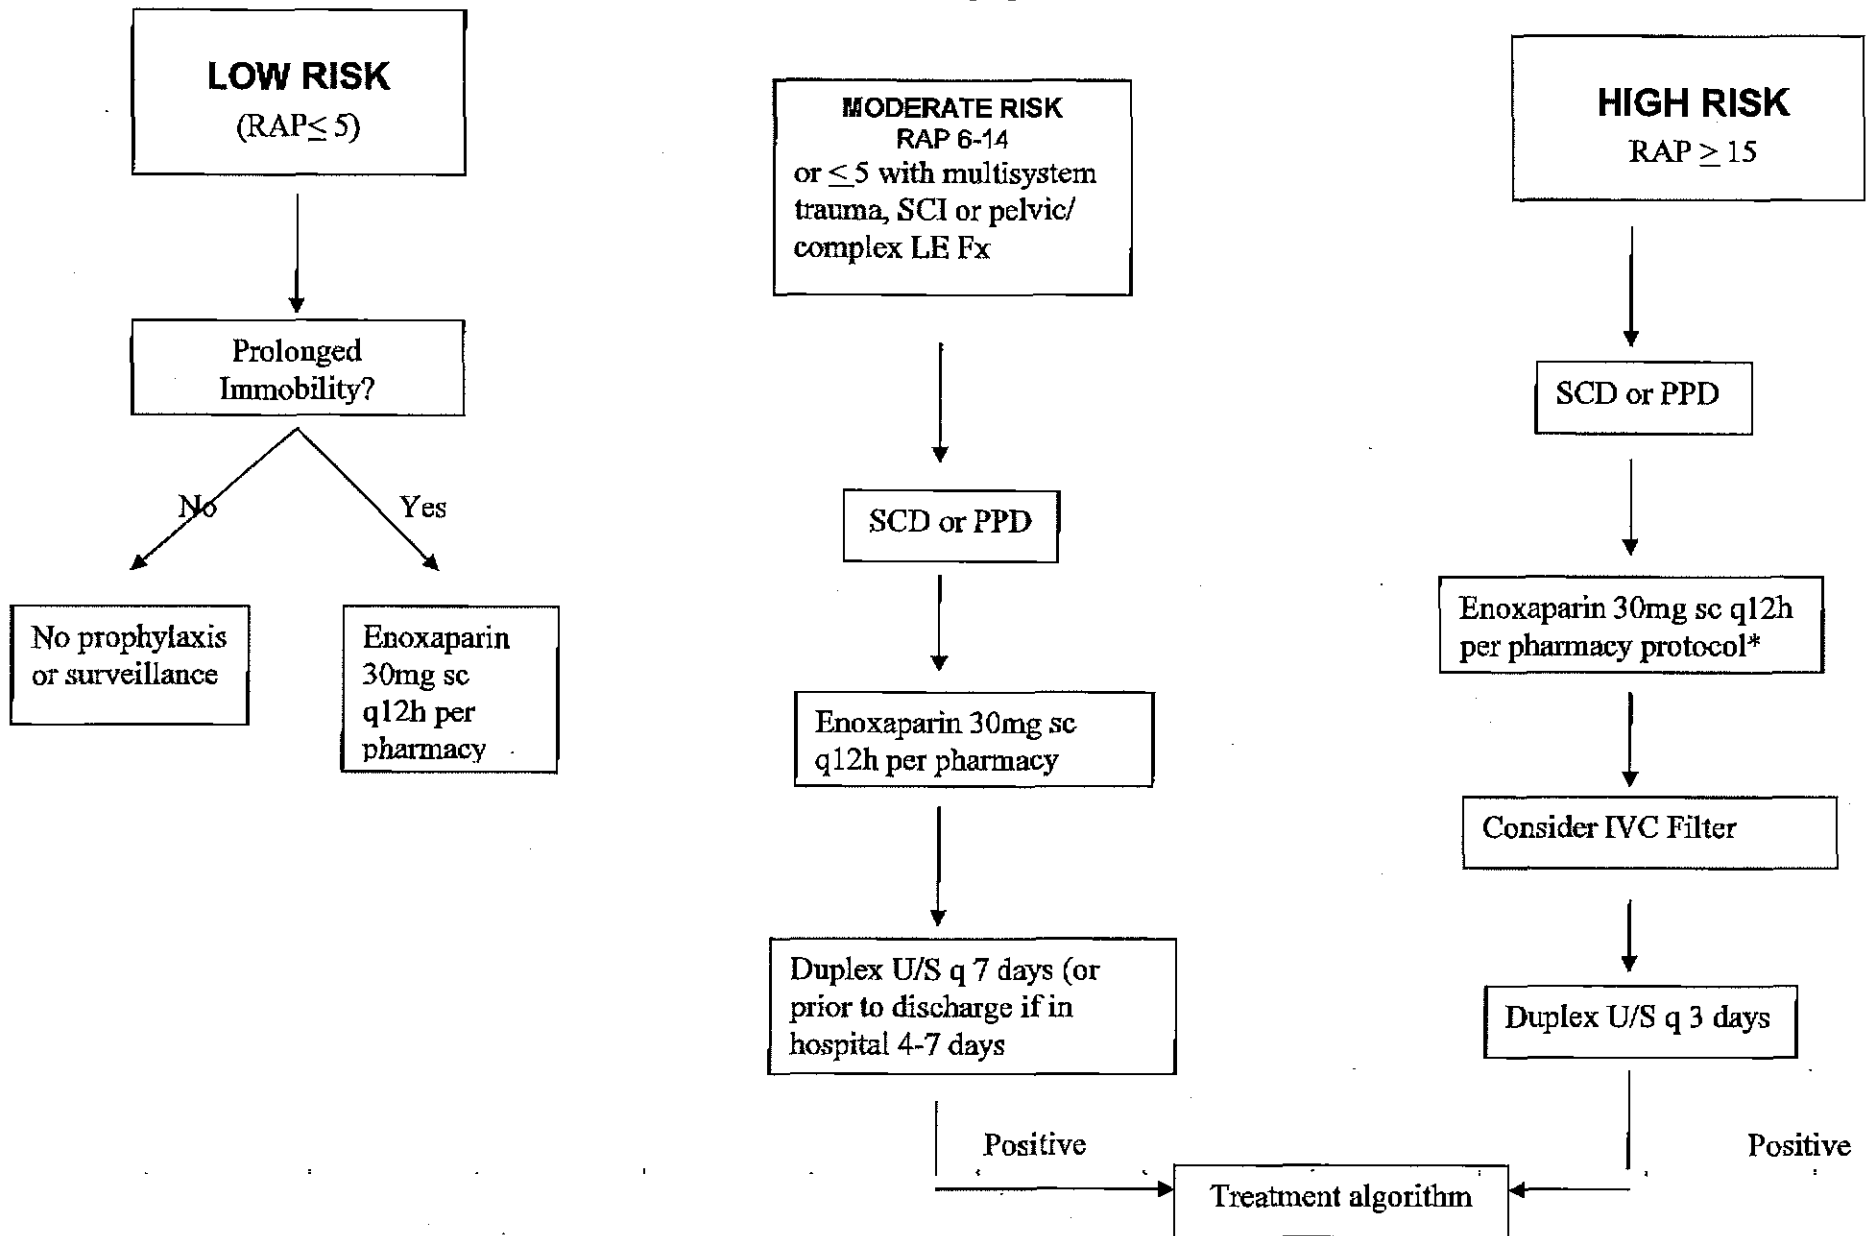 LOW RISK
(RAP≤ 5)
Prolonged
Immobility?
No
Yes
No prophylaxis
or surveillance
Enoxaparin
30mg sc
q12h per
pharmacy
MODERATE RISK
RAP 6-14
or ≤ 5 with multisystem
trauma, SCI or pelvic/
complex LE Fx
SCD or PPD
Enoxaparin 30mg sc
q12h per pharmacy
Duplex U/S q 7 days (or
prior to discharge if in
hospital 4-7 days
Positive
HIGH RISK
RAP ≥ 15
SCD or PPD
Enoxaparin 30mg sc q12h
per pharmacy protocol*
Consider IVC Filter
Duplex U/S q 3 days
Positive
Treatment algorithm